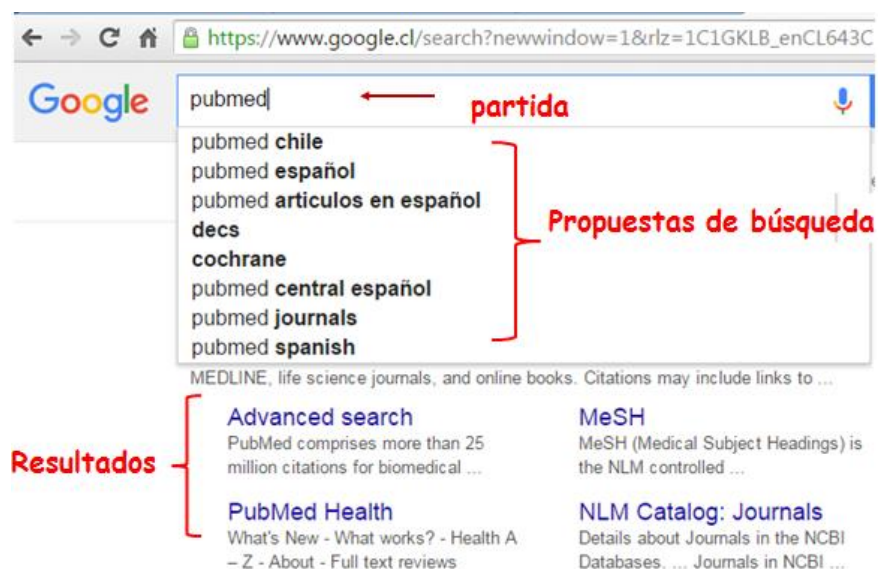 https://www.google.cl/search?newwindow=1&rlz=1C1GKLB_enCL643C
Google
pubmed
partida
pubmed chile
pubmed español
pubmed articulos en español
decs
cochrane
pubmed central español
pubmed journals
pubmed spanish
Propuestas de búsqueda
MEDLINE, life science journals, and online books. Citations may include links to ...
Resultados
Advanced search
PubMed comprises more than 25
million citations for biomedical ...
MeSH
MeSH (Medical Subject Headings) is
the NLM controlled ...
PubMed Health
What's New - What works? - Health A
– Z - About - Full text reviews
NLM Catalog: Journals
Details about Journals in the NCBI
Databases. ... Journals in NCBI ...